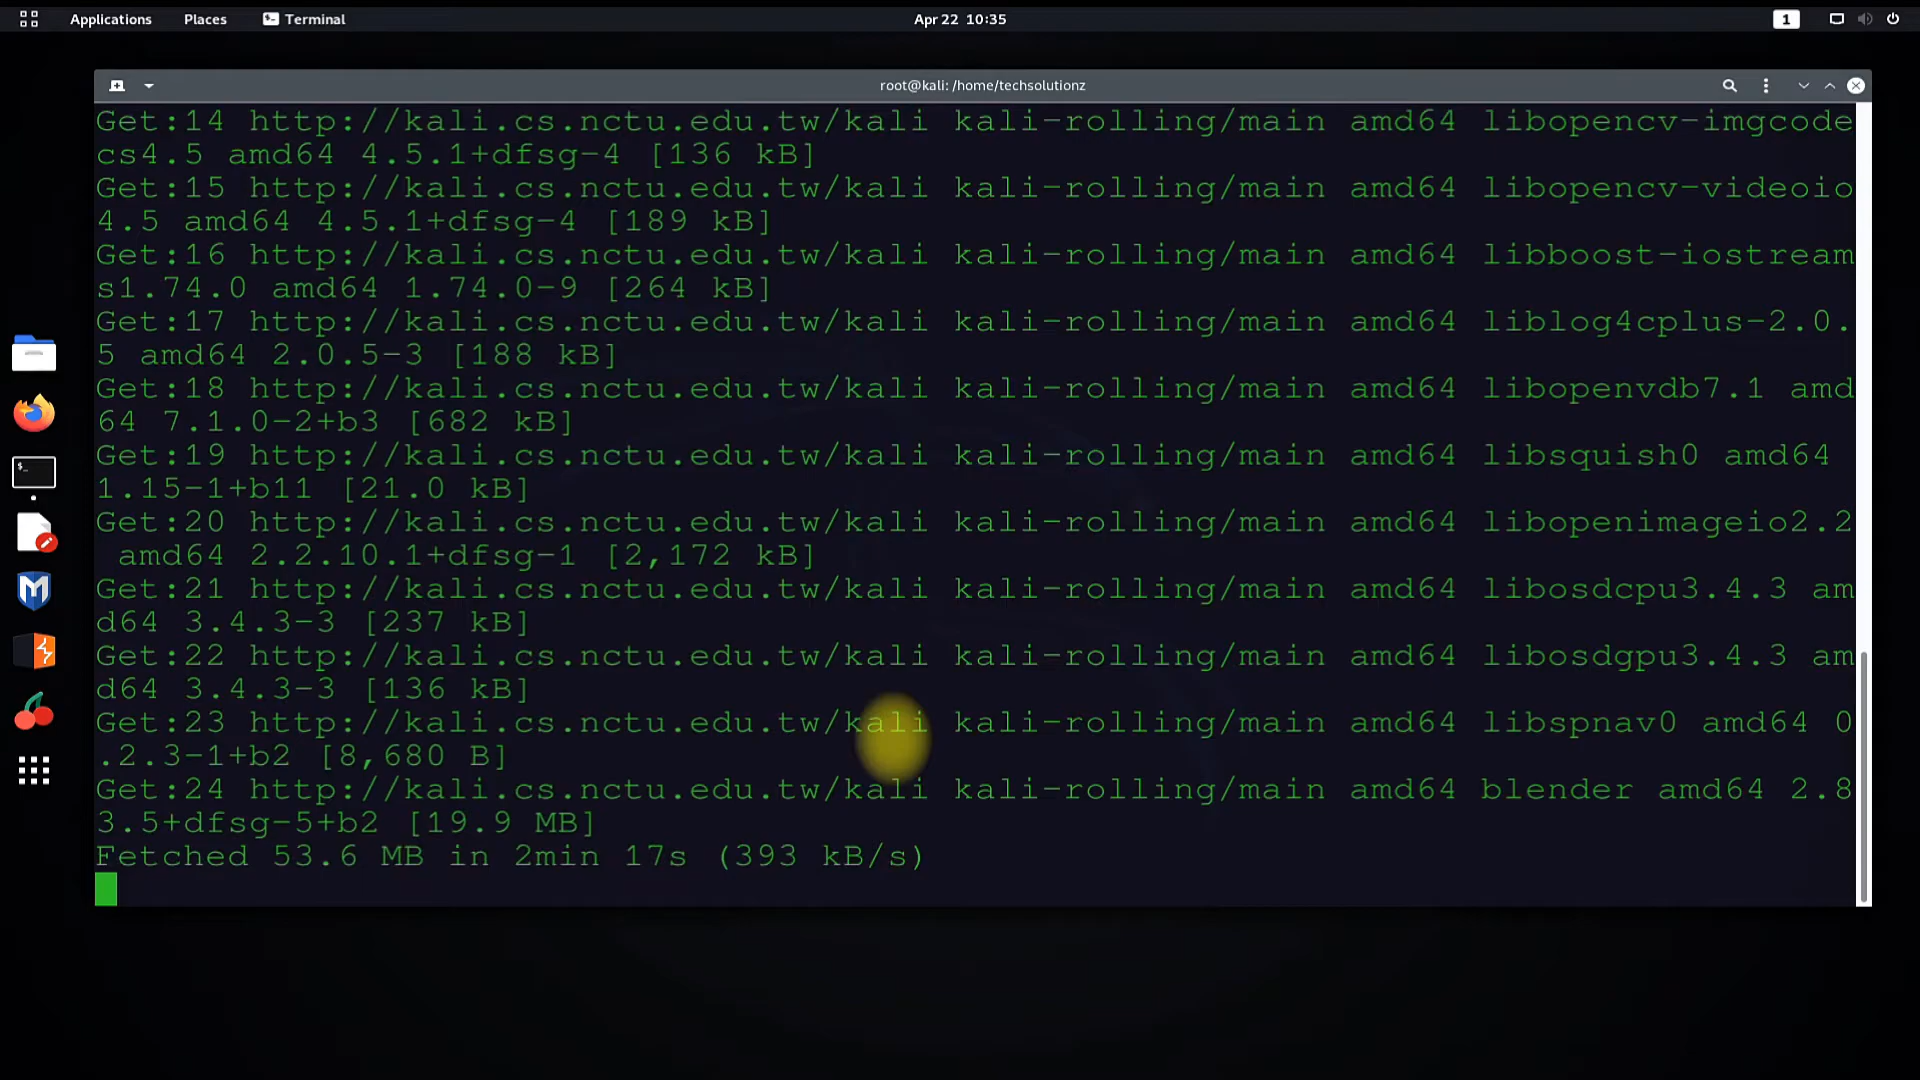 Applications Places Terminal Apr 22 10:35 1
root@kali: /home/techsolutionz
Get:14 http://kali.cs.nctu.edu.tw/kali kali-rolling/main amd64 libopencv-imgcode
cs4.5 amd64 4.5.1+dfsg-4 [136 kB]
Get:15 http://kali.cs.nctu.edu.tw/kali kali-rolling/main amd64 libopencv-videoio
4.5 amd64 4.5.1+dfsg-4 [189 kB]
Get:16 http://kali.cs.nctu.edu.tw/kali kali-rolling/main amd64 libboost-iostream
s1.74.0 amd64 1.74.0-9 [264 kB]
Get:17 http://kali.cs.nctu.edu.tw/kali kali-rolling/main amd64 liblog4cplus-2.0.
5 amd64 2.0.5-3 [188 kB]
Get:18 http://kali.cs.nctu.edu.tw/kali kali-rolling/main amd64 libopenvdb7.1 amd
64 7.1.0-2+b3 [682 kB]
Get:19 http://kali.cs.nctu.edu.tw/kali kali-rolling/main amd64 libsquish0 amd64
1.15-1+b11 [21.0 kB]
Get:20 http://kali.cs.nctu.edu.tw/kali kali-rolling/main amd64 libopenimageio2.2
amd64 2.2.10.1+dfsg-1 [2,172 kB]
Get:21 http://kali.cs.nctu.edu.tw/kali kali-rolling/main amd64 libosdcpu3.4.3 am
d64 3.4.3-3 [237 kB]
Get:22 http://kali.cs.nctu.edu.tw/kali kali-rolling/main amd64 libosdgpu3.4.3 am
d64 3.4.3-3 [136 kB]
Get:23 http://kali.cs.nctu.edu.tw/kali kali-rolling/main amd64 libspnav0 amd64 0
.2.3-1+b2 [8,680 B]
Get:24 http://kali.cs.nctu.edu.tw/kali kali-rolling/main amd64 blender amd64 2.8
3.5+dfsg-5+b2 [19.9 MB]
Fetched 53.6 MB in 2min 17s (393 kB/s)